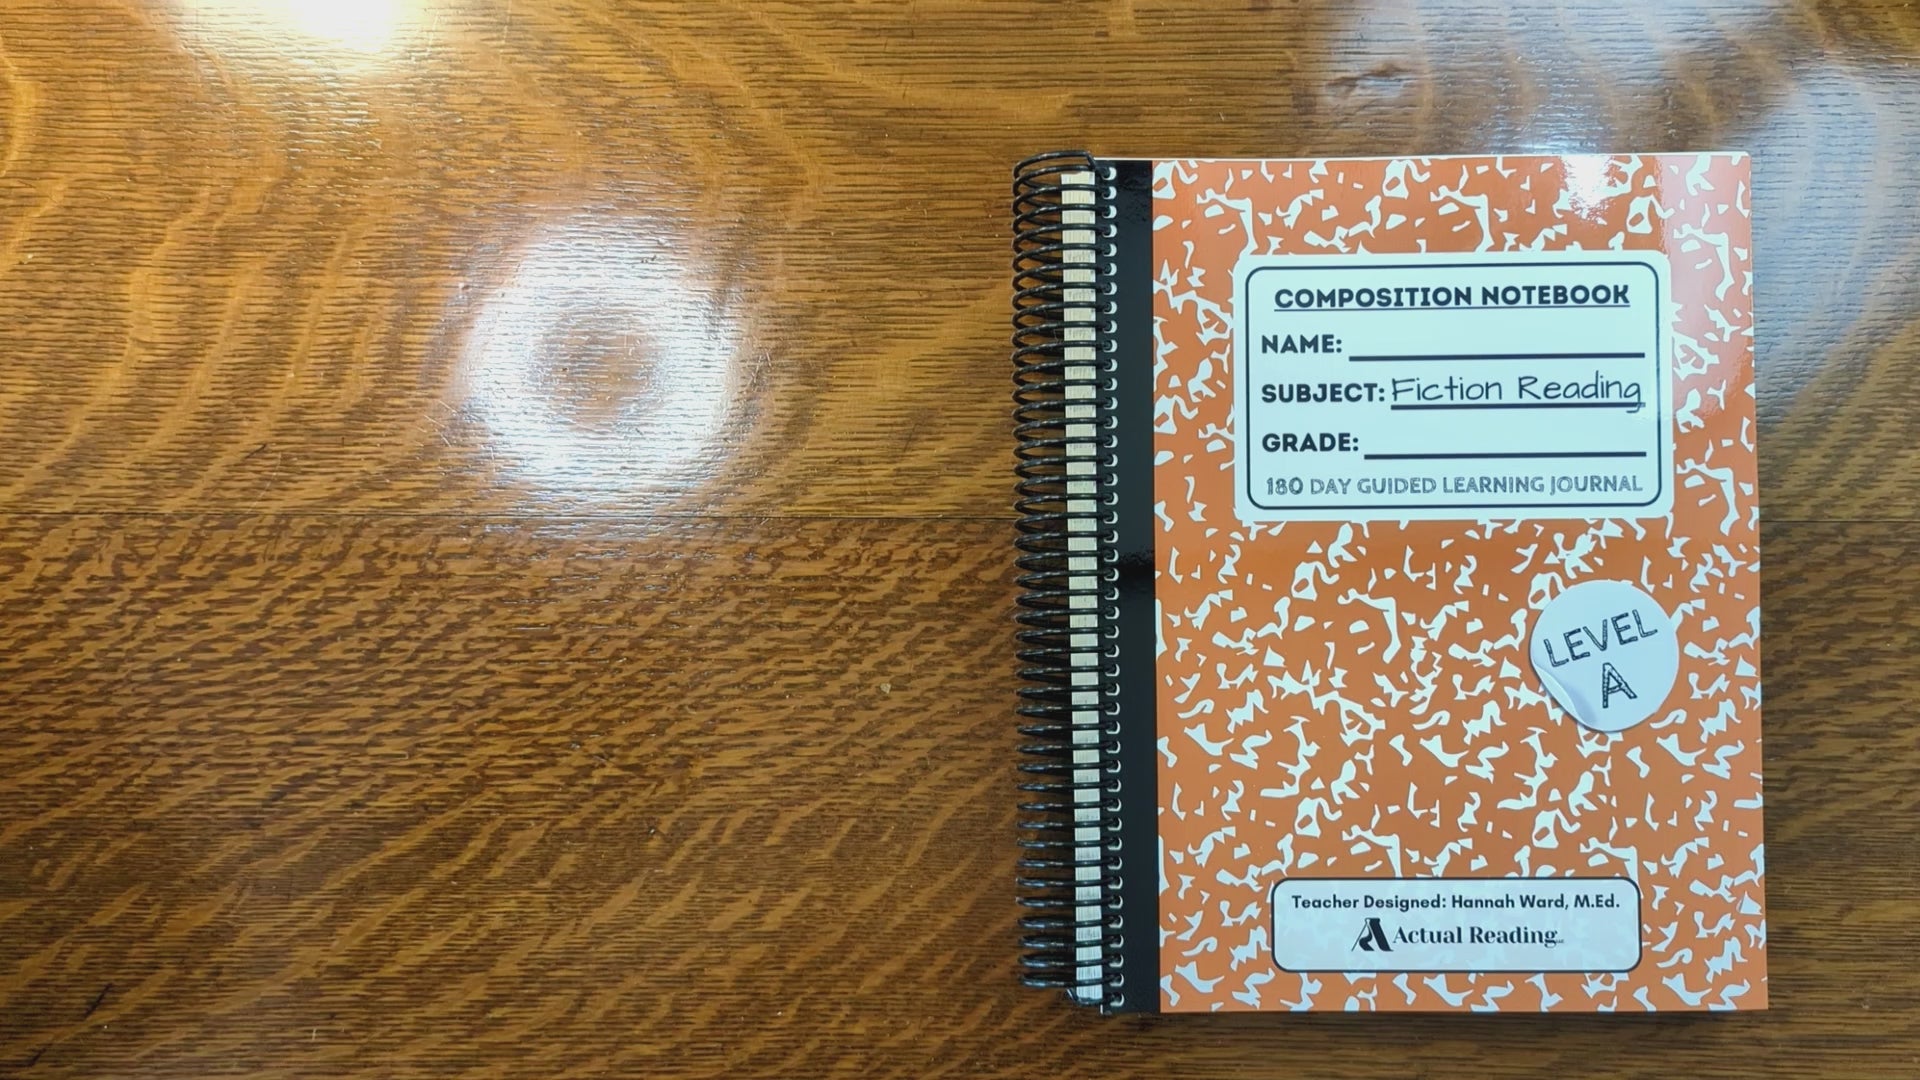 COMPOSITION NOTEBOOK
NAME:
SUBJECT: Fiction Reading
GRADE:
180 DAY GUIDED LEARNING JOURNAL
LEVEL
A
Teacher Designed: Hannah Ward, M.Ed.
Actual Reading